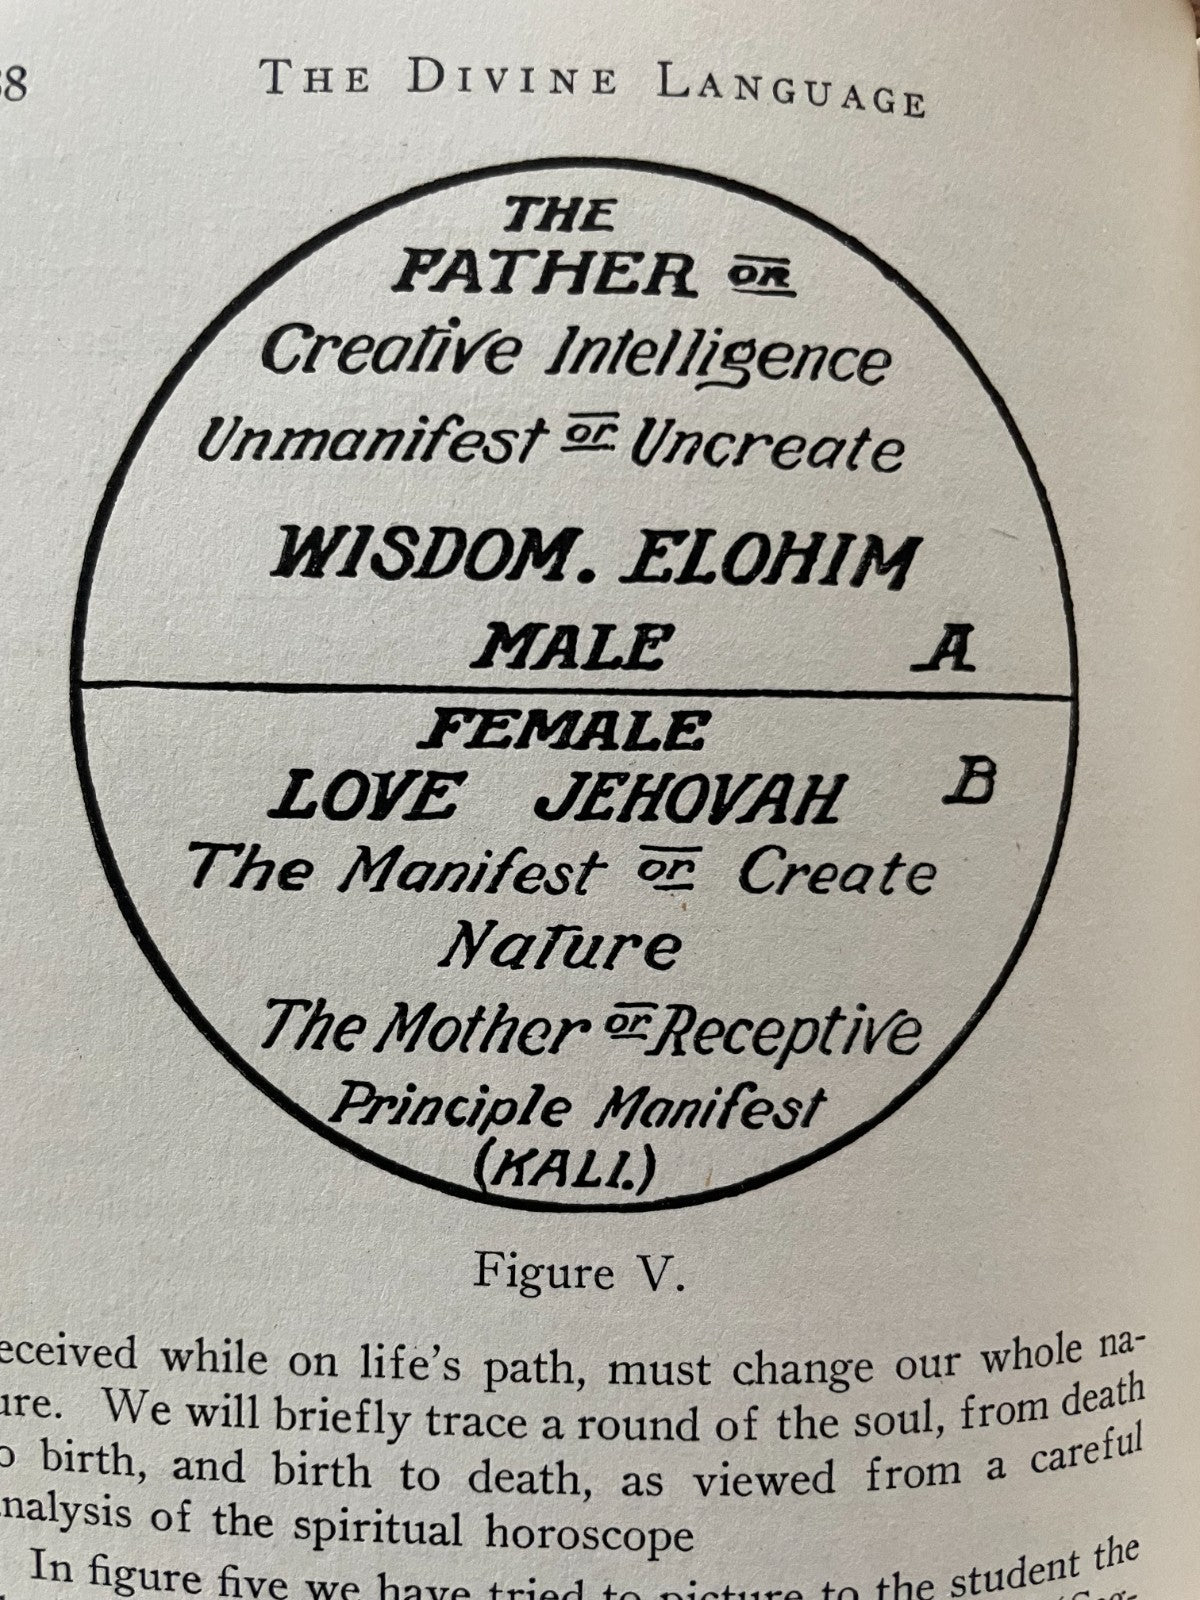 THE DIVINE LANGUAGE
THE
FATHER or
Creative Intelligence
Unmanifest or Uncreate
WISDOM. ELOHIM
MALE A
FEMALE
LOVE JEHOVAH B
The Manifest or Create
Nature
The Mother or Receptive
Principle Manifest
(KALI.)
Figure V.
eceived while on life's path, must change our whole na-
ure. We will briefly trace a round of the soul, from death
o birth, and birth to death, as viewed from a careful
nalysis of the spiritual horoscope
In figure five we have tried to picture to the student the